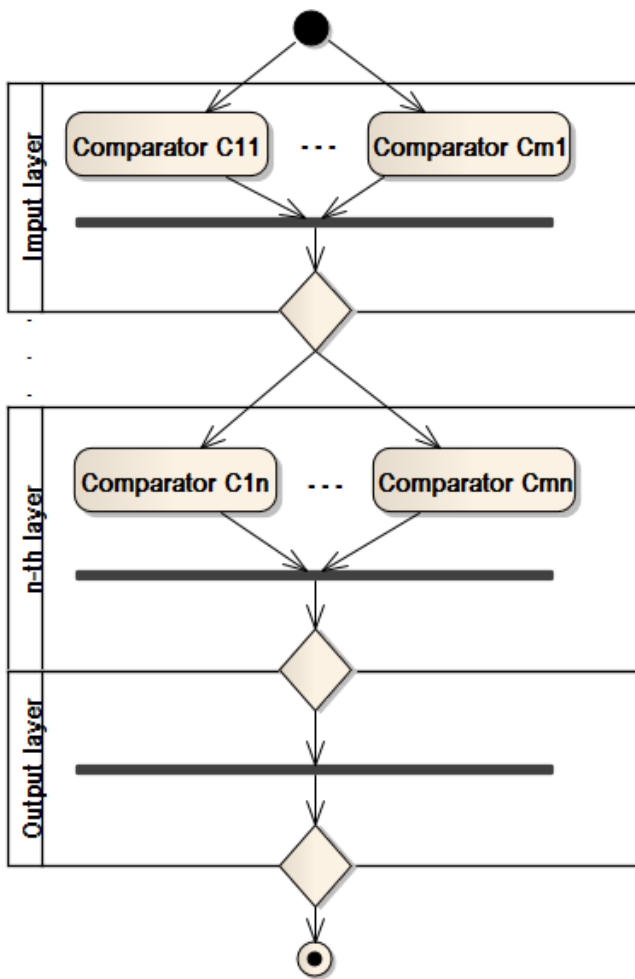 Imput layer
Comparator C11 - - - Comparator Cm1
-
-
-
n-th layer
Comparator C1n - - - Comparator Cmn
Output layer